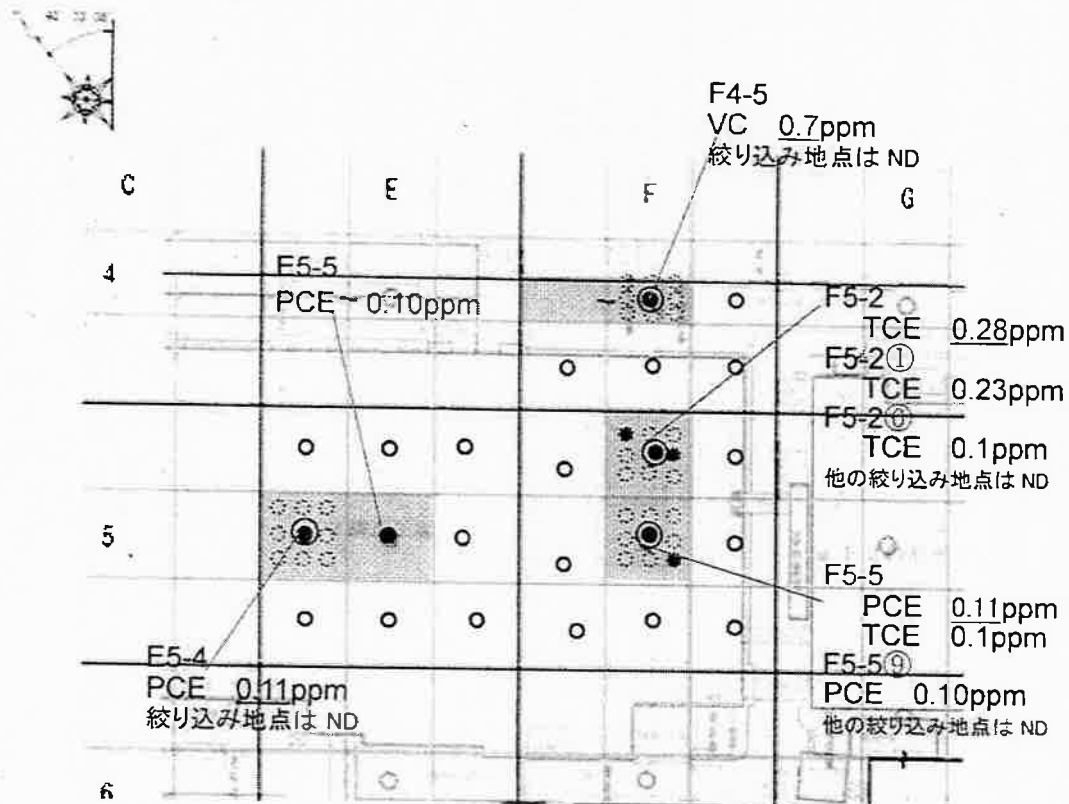 F4-5
VC 0.7ppm
絞り込み地点は ND
C
E
F
G
4
E5-5
PCE 0.10ppm
F5-2
TCE 0.28ppm
F5-2①
TCE 0.23ppm
F5-2⑥
TCE 0.1ppm
他の絞り込み地点は ND
5
F5-5
PCE 0.11ppm
TCE 0.1ppm
F5-5⑨
PCE 0.10ppm
他の絞り込み地点は ND
E5-4
PCE 0.11ppm
絞り込み地点は ND
6